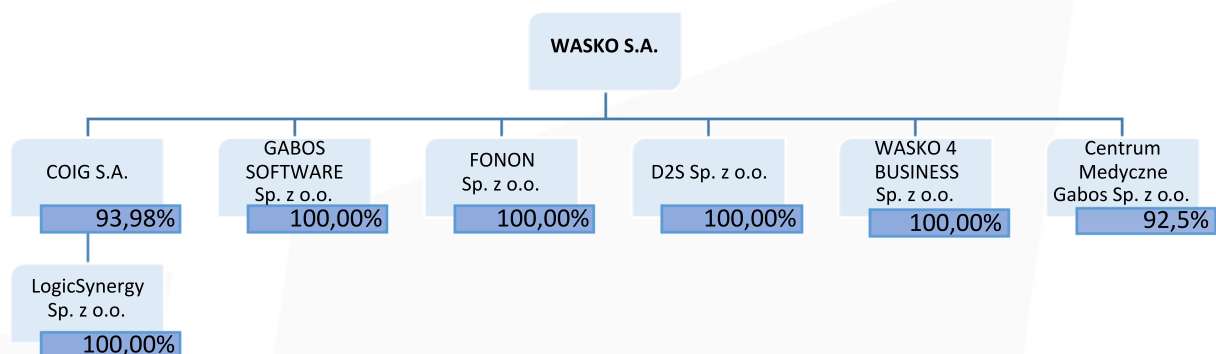 WASKO S.A.
COIG S.A.
93,98%
GABOS
SOFTWARE
Sp. z o.o.
100,00%
FONON
Sp. z o.o.
100,00%
D2S Sp. z o.o.
100,00%
WASKO 4
BUSINESS
Sp. z o.o.
100,00%
Centrum
Medyczne
Gabos Sp. z o.o.
92,5%
LogicSynergy
Sp. z o.o.
100,00%